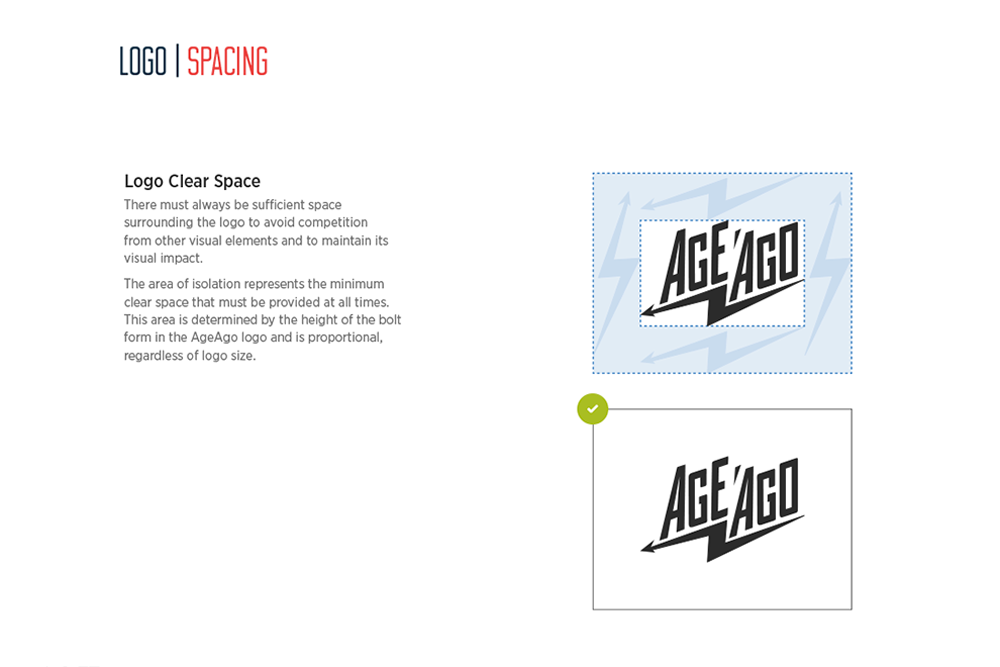 LOGO | SPACING
Logo Clear Space
There must always be sufficient space
surrounding the logo to avoid competition
from other visual elements and to maintain its
visual impact.
The area of isolation represents the minimum
clear space that must be provided at all times.
This area is determined by the height of the bolt
form in the AgeAgo logo and is proportional,
regardless of logo size.
AGE'AGO
AGE'AGO